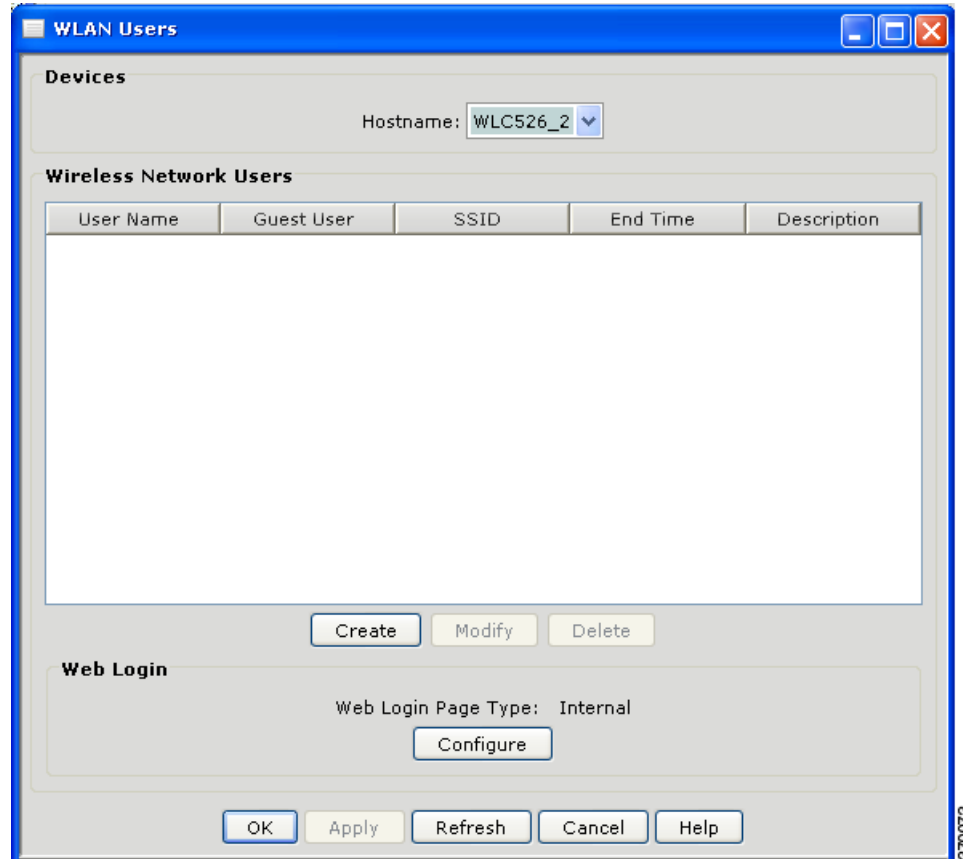 WLAN Users
Devices
Hostname: WLC526_2
Wireless Network Users
User Name Guest User SSID End Time Description
Create Modify Delete
Web Login
Web Login Page Type: Internal
Configure
OK Apply Refresh Cancel Help